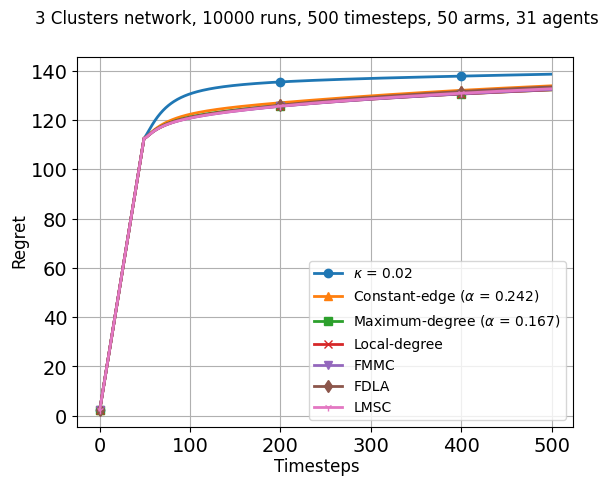 3 Clusters network, 10000 runs, 500 timesteps, 50 arms, 31 agents
140
120
100
80
60
40
20
0
Regret
κ = 0.02
Constant-edge (α = 0.242)
Maximum-degree (α = 0.167)
Local-degree
FMMC
FDLA
LMSC
0 100 200 300 400 500
Timesteps